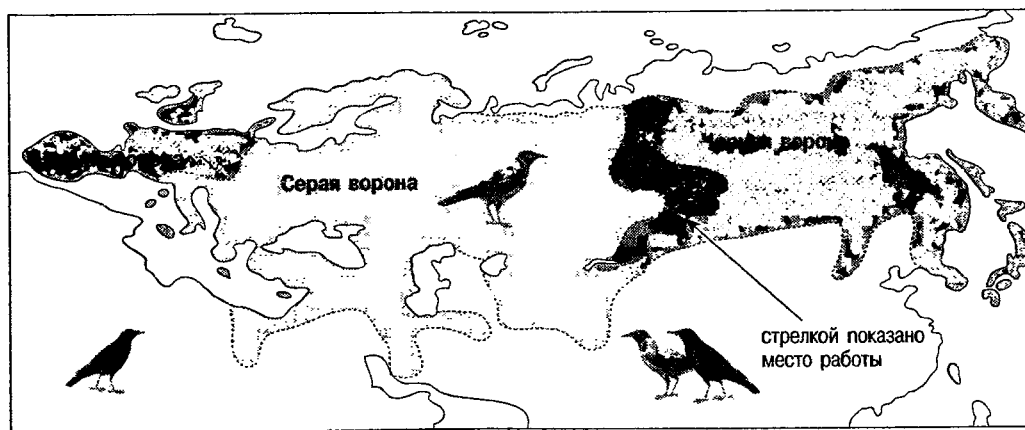 Серая ворона
Черная ворона
стрелкой показано
место работы